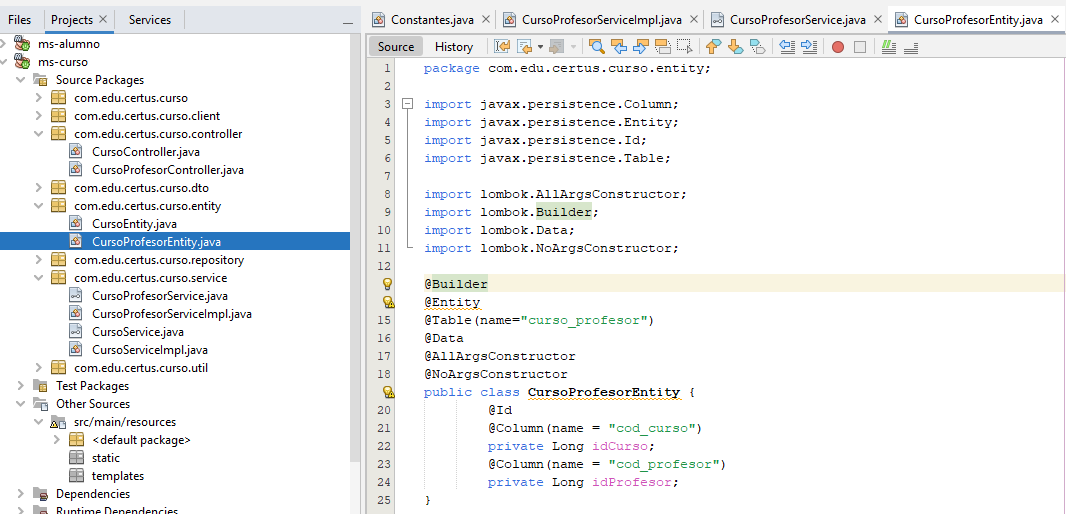 Files Projects Services
ms-alumno
ms-curso
Source Packages
com.edu.certus.curso
com.edu.certus.curso.client
com.edu.certus.curso.controller
CursoController.java
CursoProfesorController.java
com.edu.certus.curso.dto
com.edu.certus.curso.entity
CursoEntity.java
CursoProfesorEntity.java
com.edu.certus.curso.repository
com.edu.certus.curso.service
CursoProfesorService.java
CursoProfesorServiceImpl.java
CursoService.java
CursoServiceImpl.java
com.edu.certus.curso.util
Test Packages
Other Sources
src/main/resources
<default package>
static
templates
Dependencies
Runtime Dependencies
Constantes.java CursoProfesorServiceImpl.java CursoProfesorService.java CursoProfesorEntity.java
Source History
1 package com.edu.certus.curso.entity;
2
3 import javax.persistence.Column;
4 import javax.persistence.Entity;
5 import javax.persistence.Id;
6 import javax.persistence.Table;
7
8 import lombok.AllArgsConstructor;
9 import lombok.Builder;
10 import lombok.Data;
11 import lombok.NoArgsConstructor;
12
@Builder
@Entity
15 @Table(name="curso_profesor")
16 @Data
17 @AllArgsConstructor
18 @NoArgsConstructor
public class CursoProfesorEntity {
20 @Id
21 @Column(name = "cod_curso")
22 private Long idCurso;
23 @Column(name = "cod_profesor")
24 private Long idProfesor;
25 }